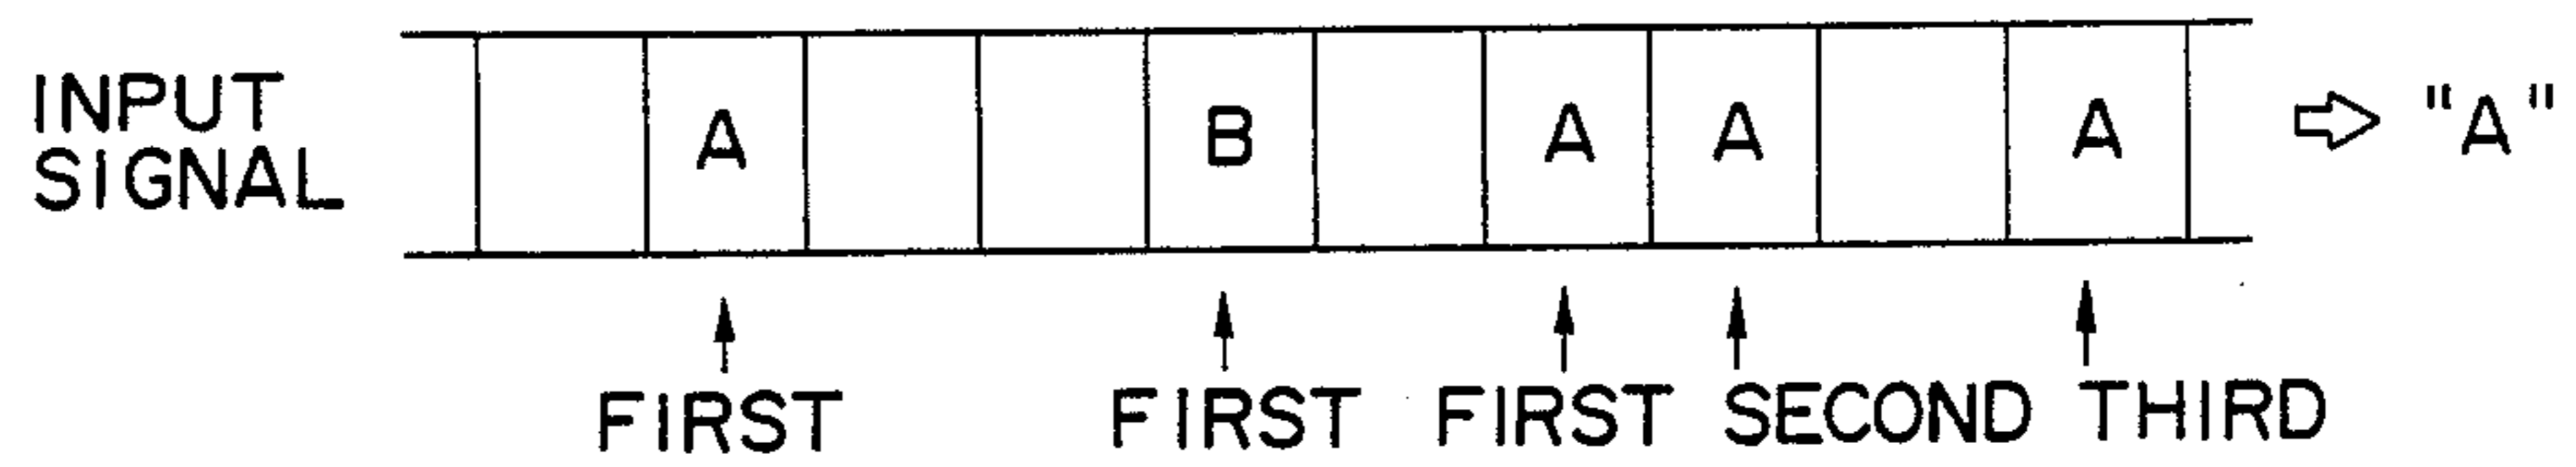 INPUT
SIGNAL
A B A A A "A"
FIRST FIRST FIRST SECOND THIRD